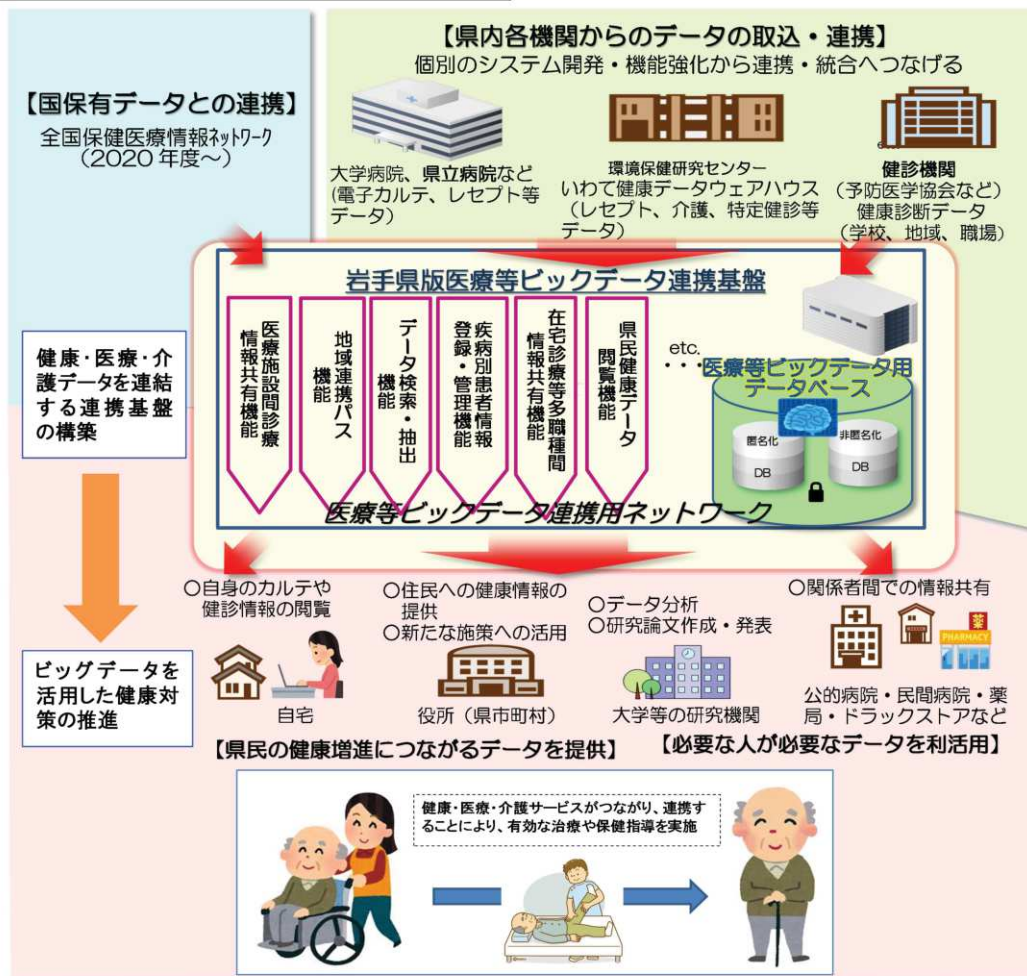 【国保有データとの連携】
全国保健医療情報ネットワーク
（2020年度～）
【県内各機関からのデータの取込・連携】
個別のシステム開発・機能強化から連携・統合へつなげる
大学病院、県立病院など
(電子カルテ、レセプト等
データ）
環境保健研究センター
いわて健康データウェアハウス
（レセプト、介護、特定健診等
データ）
健診機関
（予防医学協会など）
健康診断データ
（学校、地域、職場）
岩手県版医療等ビックデータ連携基盤
医療施設間診療
情報共有機能
地域連携パス
機能
データ検索・抽出
機能
疾病別患者情報
登録・管理機能
在宅診療等多職種間
情報共有機能
県民健康データ
閲覧機能
etc.
・・・
医療等ビックデータ用
データベース
匿名化
DB
非匿名化
DB
医療等ビックデータ連携用ネットワーク
健康・医療・介
護データを連結
する連携基盤
の構築
ビッグデータを
活用した健康対
策の推進
○自身のカルテや
健診情報の閲覧
自宅
○住民への健康情報の
提供
○新たな施策への活用
役所（県市町村）
○データ分析
○研究論文作成・発表
大学等の研究機関
○関係者間での情報共有
薬
PHARMACY
公的病院・民間病院・薬
局・ドラックストアなど
【県民の健康増進につながるデータを提供】
【必要な人が必要なデータを利活用】
健康・医療・介護サービスがつながり、連携す
ることにより、有効な治療や保健指導を実施